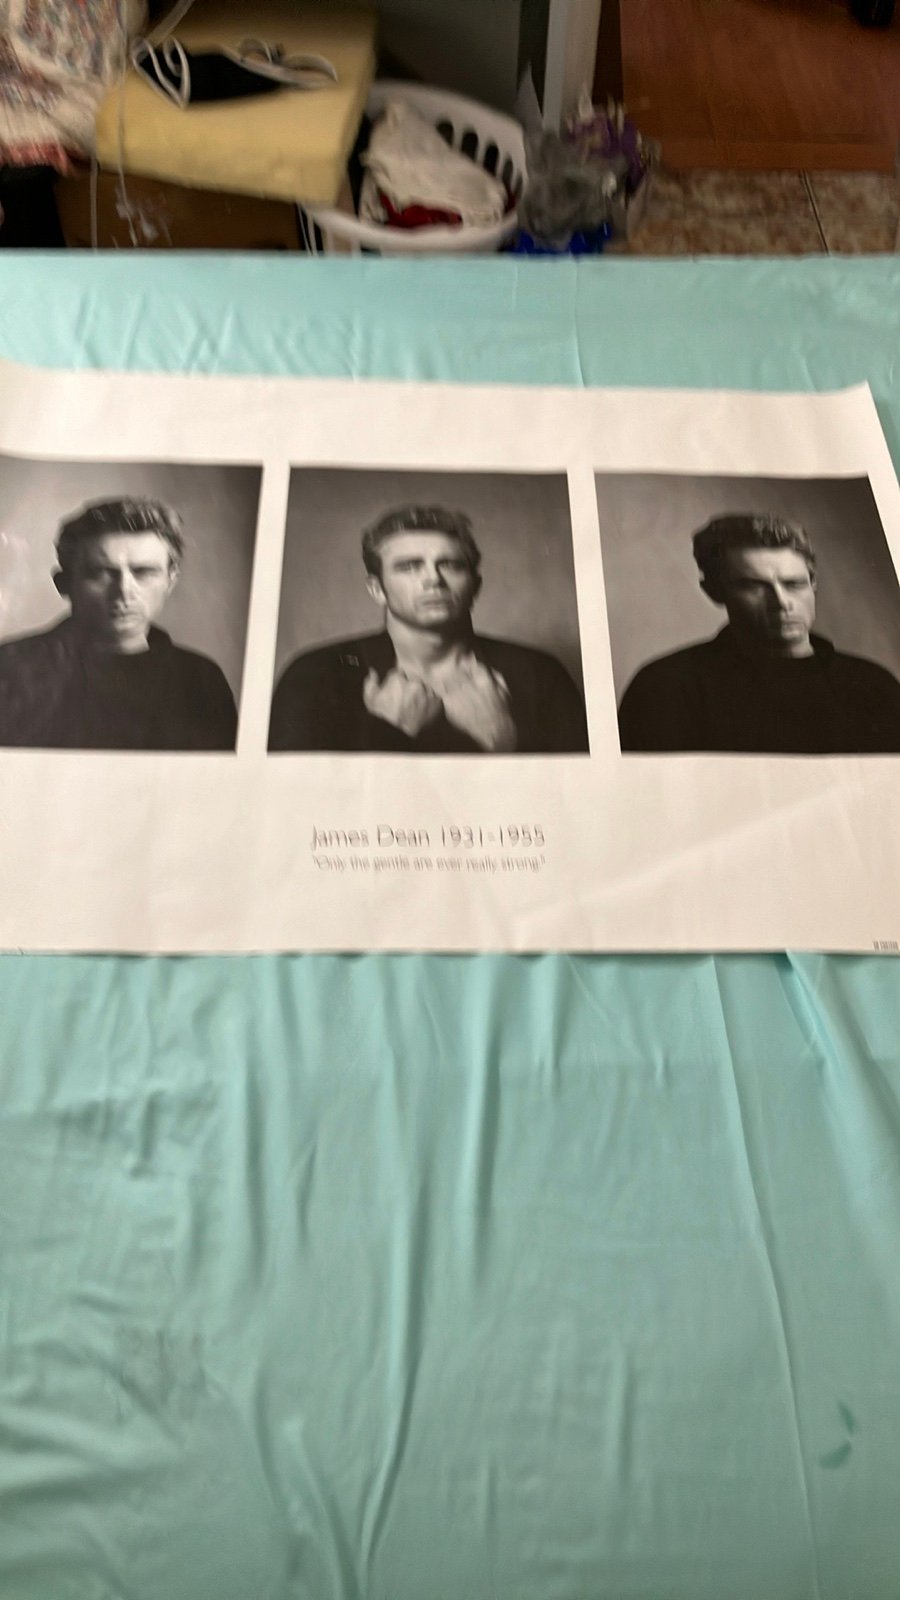 James Dean 1931-1955
"Only the gentle are ever really strong."